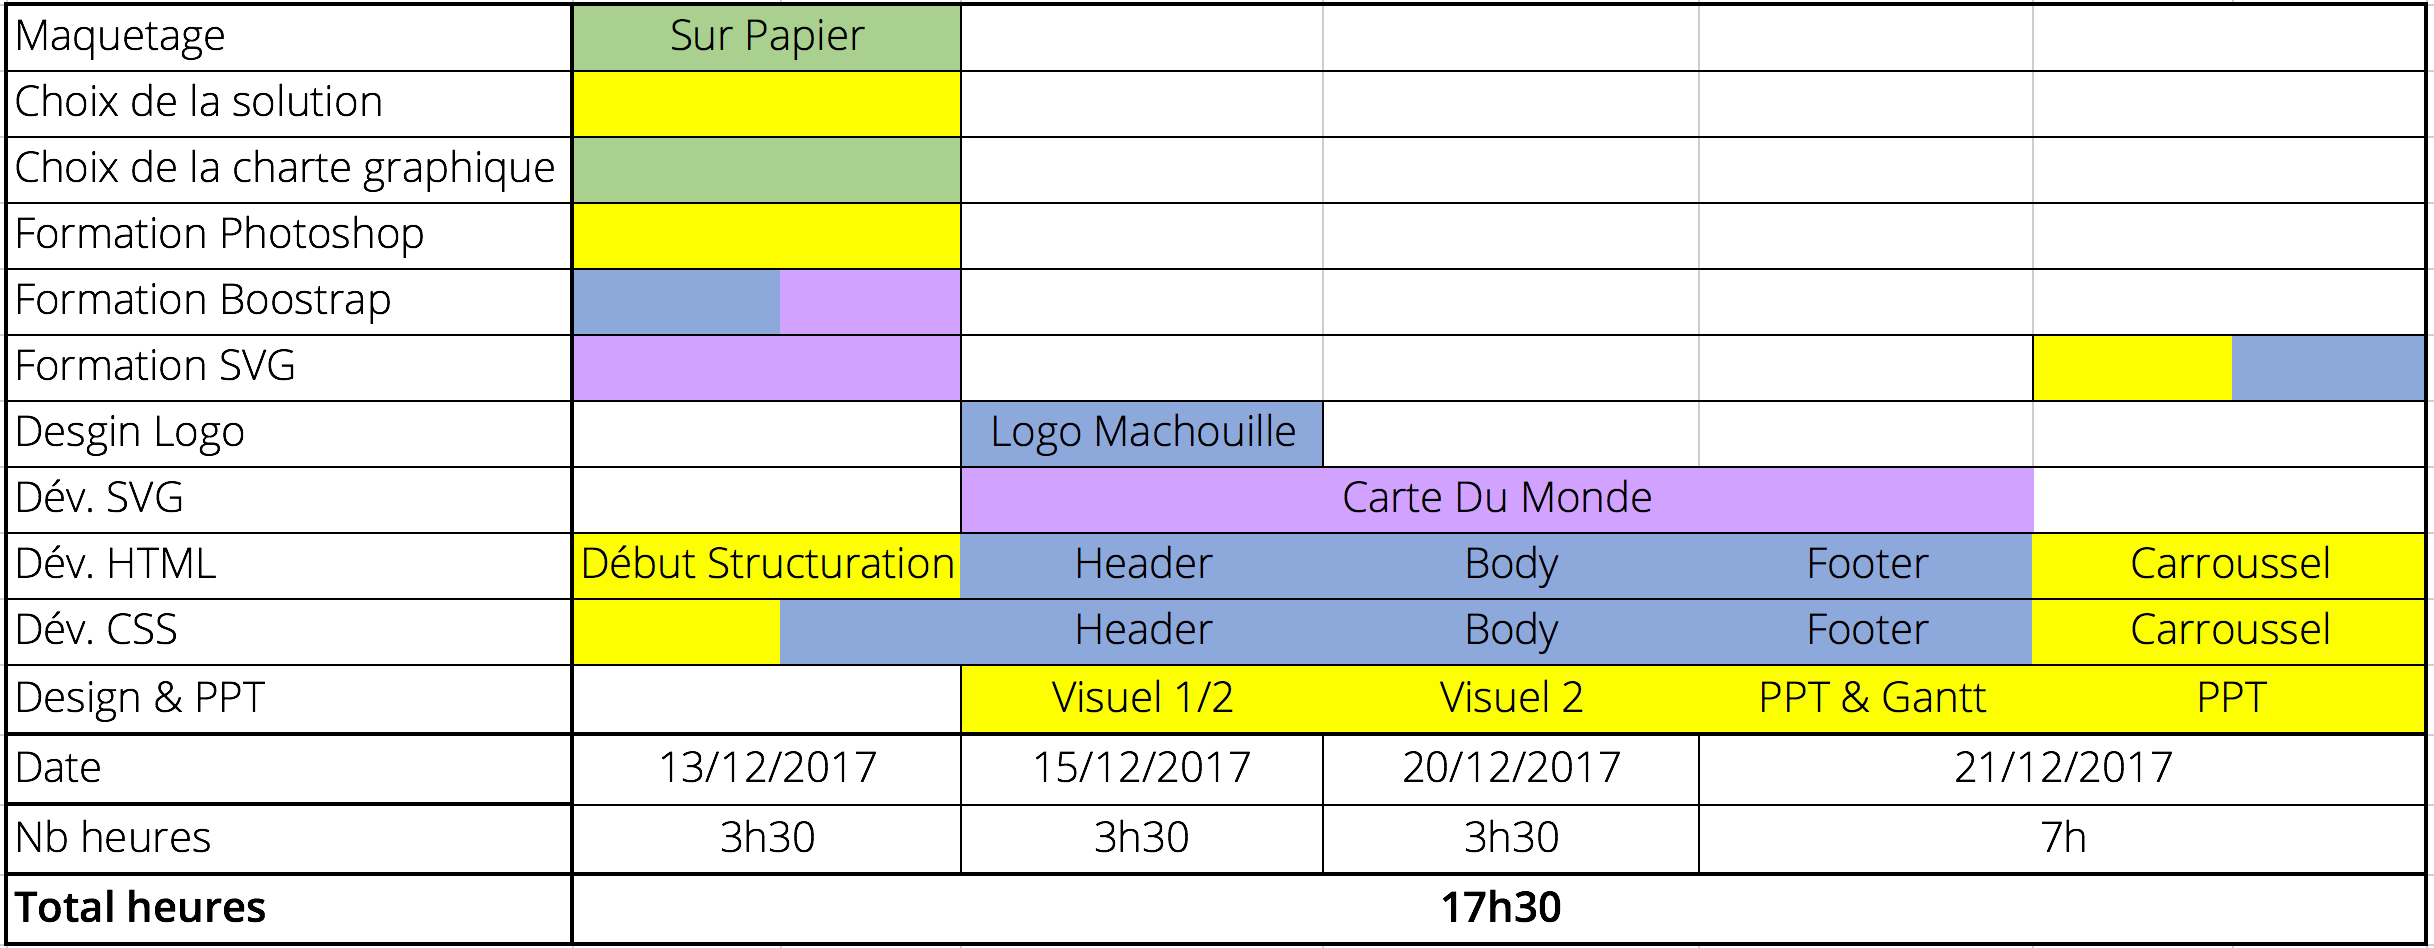 Maquetage Sur Papier
Choix de la solution
Choix de la charte graphique
Formation Photoshop
Formation Boostrap
Formation SVG
Desgin Logo Logo Machouille
Dév. SVG Carte Du Monde
Dév. HTML Début Structuration Header Body Footer Carroussel
Dév. CSS Header Body Footer Carroussel
Design & PPT Visuel 1/2 Visuel 2 PPT & Gantt PPT
Date 13/12/2017 15/12/2017 20/12/2017 21/12/2017
Nb heures 3h30 3h30 3h30 7h
Total heures 17h30